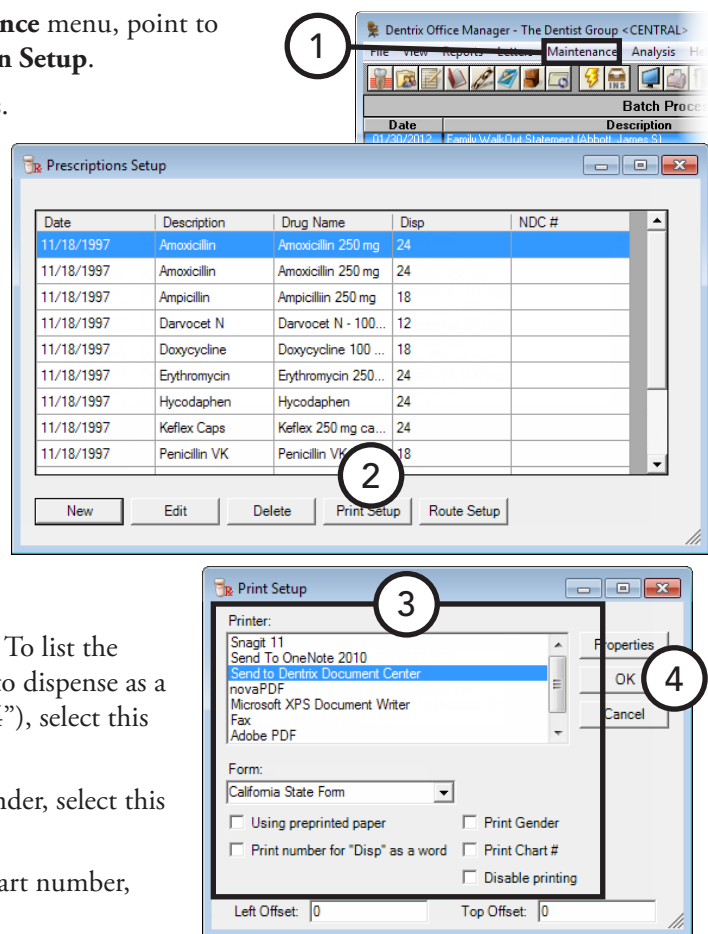 nance menu, point to
n Setup.
s.
1
Dentrix Office Manager - The Dentist Group <CENTRAL>
File View Reports Letters Maintenance Analysis He
INS
Batch Proces
Date Description
01/30/2012 Family WalkOut Statement (Abbott, James S)
Prescriptions Setup
Date Description Drug Name Disp NDC #
11/18/1997 Amoxicillin Amoxicillin 250 mg 24
11/18/1997 Amoxicillin Amoxicillin 250 mg 24
11/18/1997 Ampicillin Ampicilliin 250 mg 18
11/18/1997 Darvocet N Darvocet N - 100... 12
11/18/1997 Doxycycline Doxycycline 100 ... 18
11/18/1997 Erythromycin Erythromycin 250... 24
11/18/1997 Hycodaphen Hycodaphen 24
11/18/1997 Keflex Caps Keflex 250 mg ca... 24
11/18/1997 Penicillin VK Penicillin VK 18
2
New Edit Delete Print Setup Route Setup
Print Setup
3
Printer:
Snagit 11
Send To OneNote 2010
Send to Dentrix Document Center
novaPDF
Microsoft XPS Document Writer
Fax
Adobe PDF
Properties
OK
4
Cancel
To list the
to dispense as a
”), select this
nder, select this
art number,
Form:
California State Form
Using preprinted paper Print Gender
Print number for "Disp" as a word Print Chart #
Disable printing
Left Offset: 0 Top Offset: 0